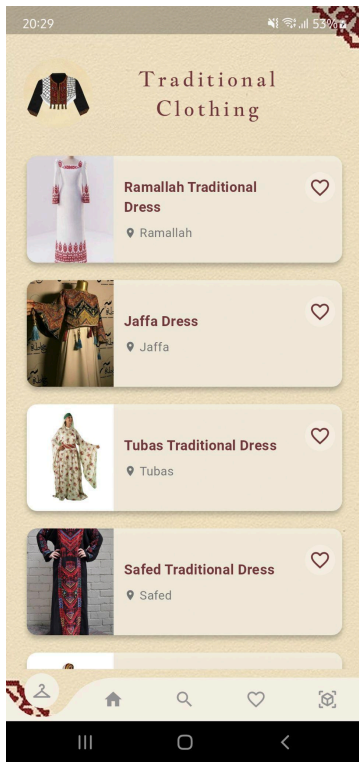 20:29
53%
Traditional
Clothing
Ramallah Traditional
Dress
Ramallah
Jaffa Dress
Jaffa
Tubas Traditional Dress
Tubas
Safed Traditional Dress
Safed